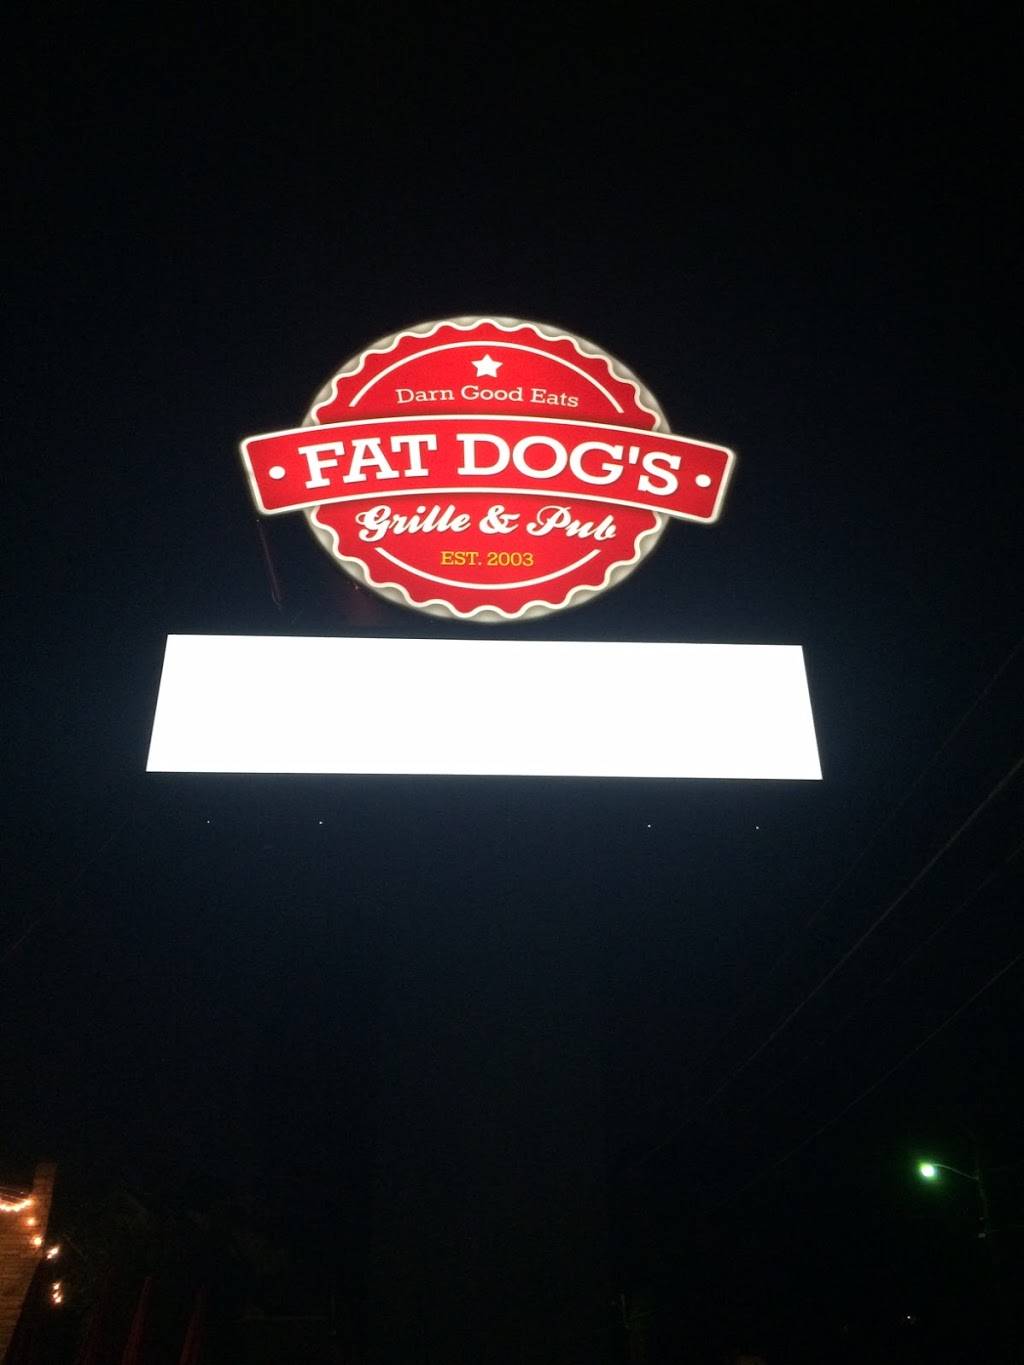 Darn Good Eats
FAT DOG'S
Grille & Pub
EST. 2003